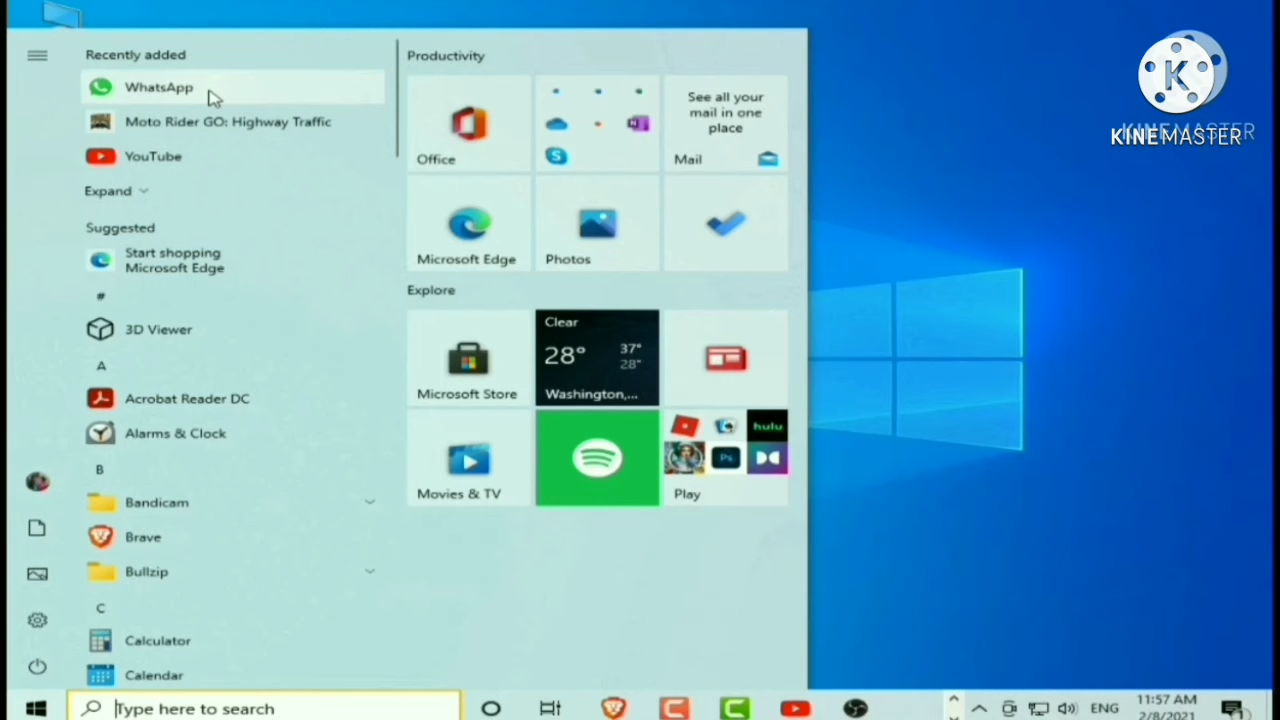 Recently added
WhatsApp
Moto Rider GO: Highway Traffic
YouTube
Expand
Suggested
Start shopping
Microsoft Edge
#
3D Viewer
A
Acrobat Reader DC
Alarms & Clock
B
Bandicam
Brave
Bullzip
C
Calculator
Calendar
Productivity
Office
See all your
mail in one
place
Mail
Microsoft Edge
Photos
Explore
Microsoft Store
Clear
28° 37°
28°
Washington,...
Movies & TV
hulu
Ps
Play
K
KINEMASTER
KINEMASTER
Type here to search
ENG
11:57 AM
2/8/2021